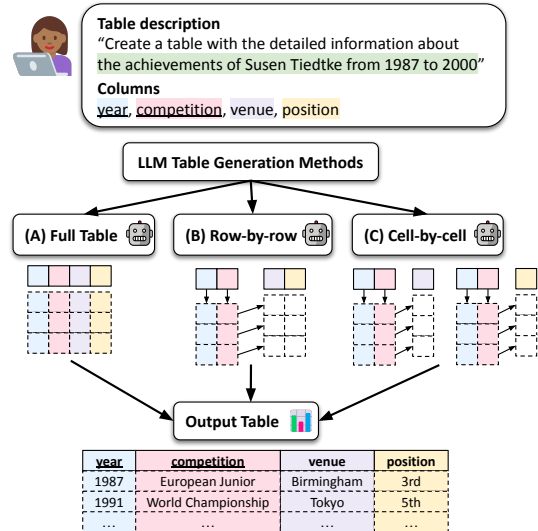 Table description
“Create a table with the detailed information about
the achievements of Susen Tiedtke from 1987 to 2000”
Columns
year, competition, venue, position
LLM Table Generation Methods
(A) Full Table
(B) Row-by-row
(C) Cell-by-cell
Output Table
year competition venue position
1987 European Junior Birmingham 3rd
1991 World Championship Tokyo 5th
... ... ... ...